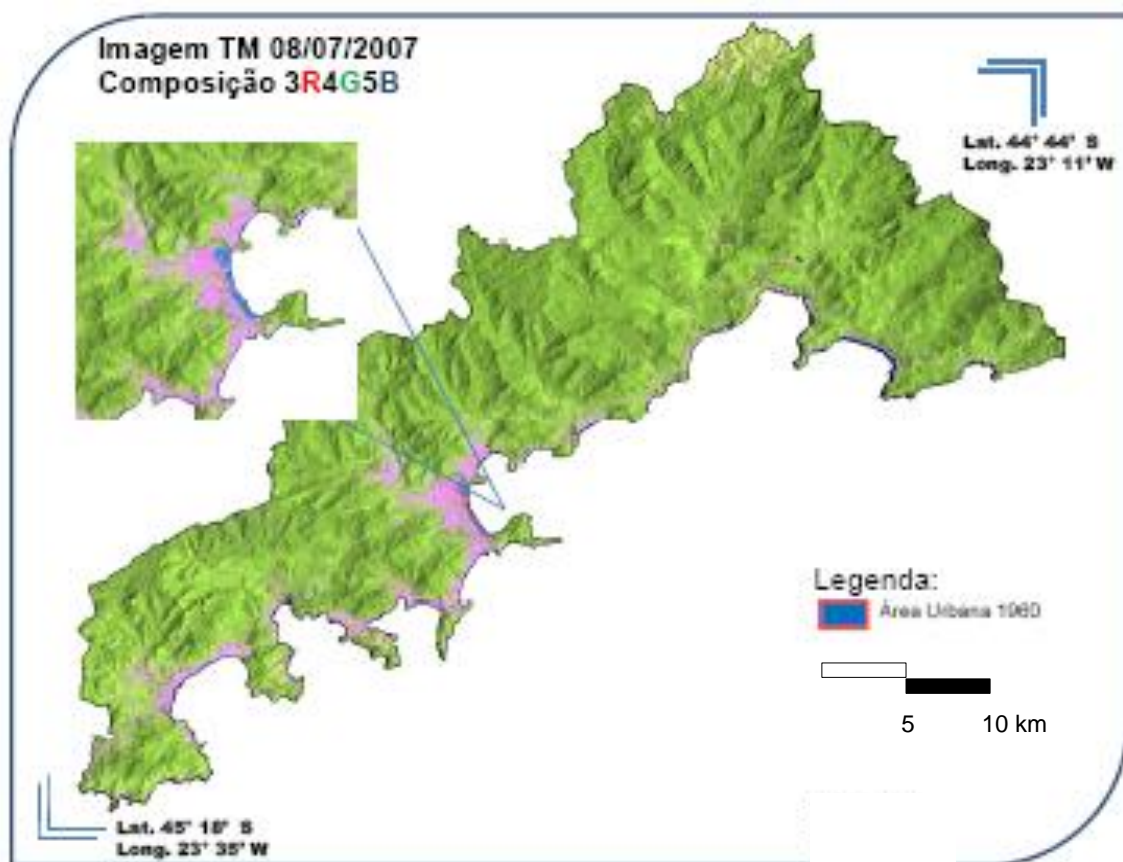 Imagem TM 08/07/2007
Composição 3R4G5B
Lat. 44° 44' S
Long. 23° 11' W
Legenda:
Área Urbana 1960
5 10 km
Lat. 45° 18' S
Long. 23° 35' W